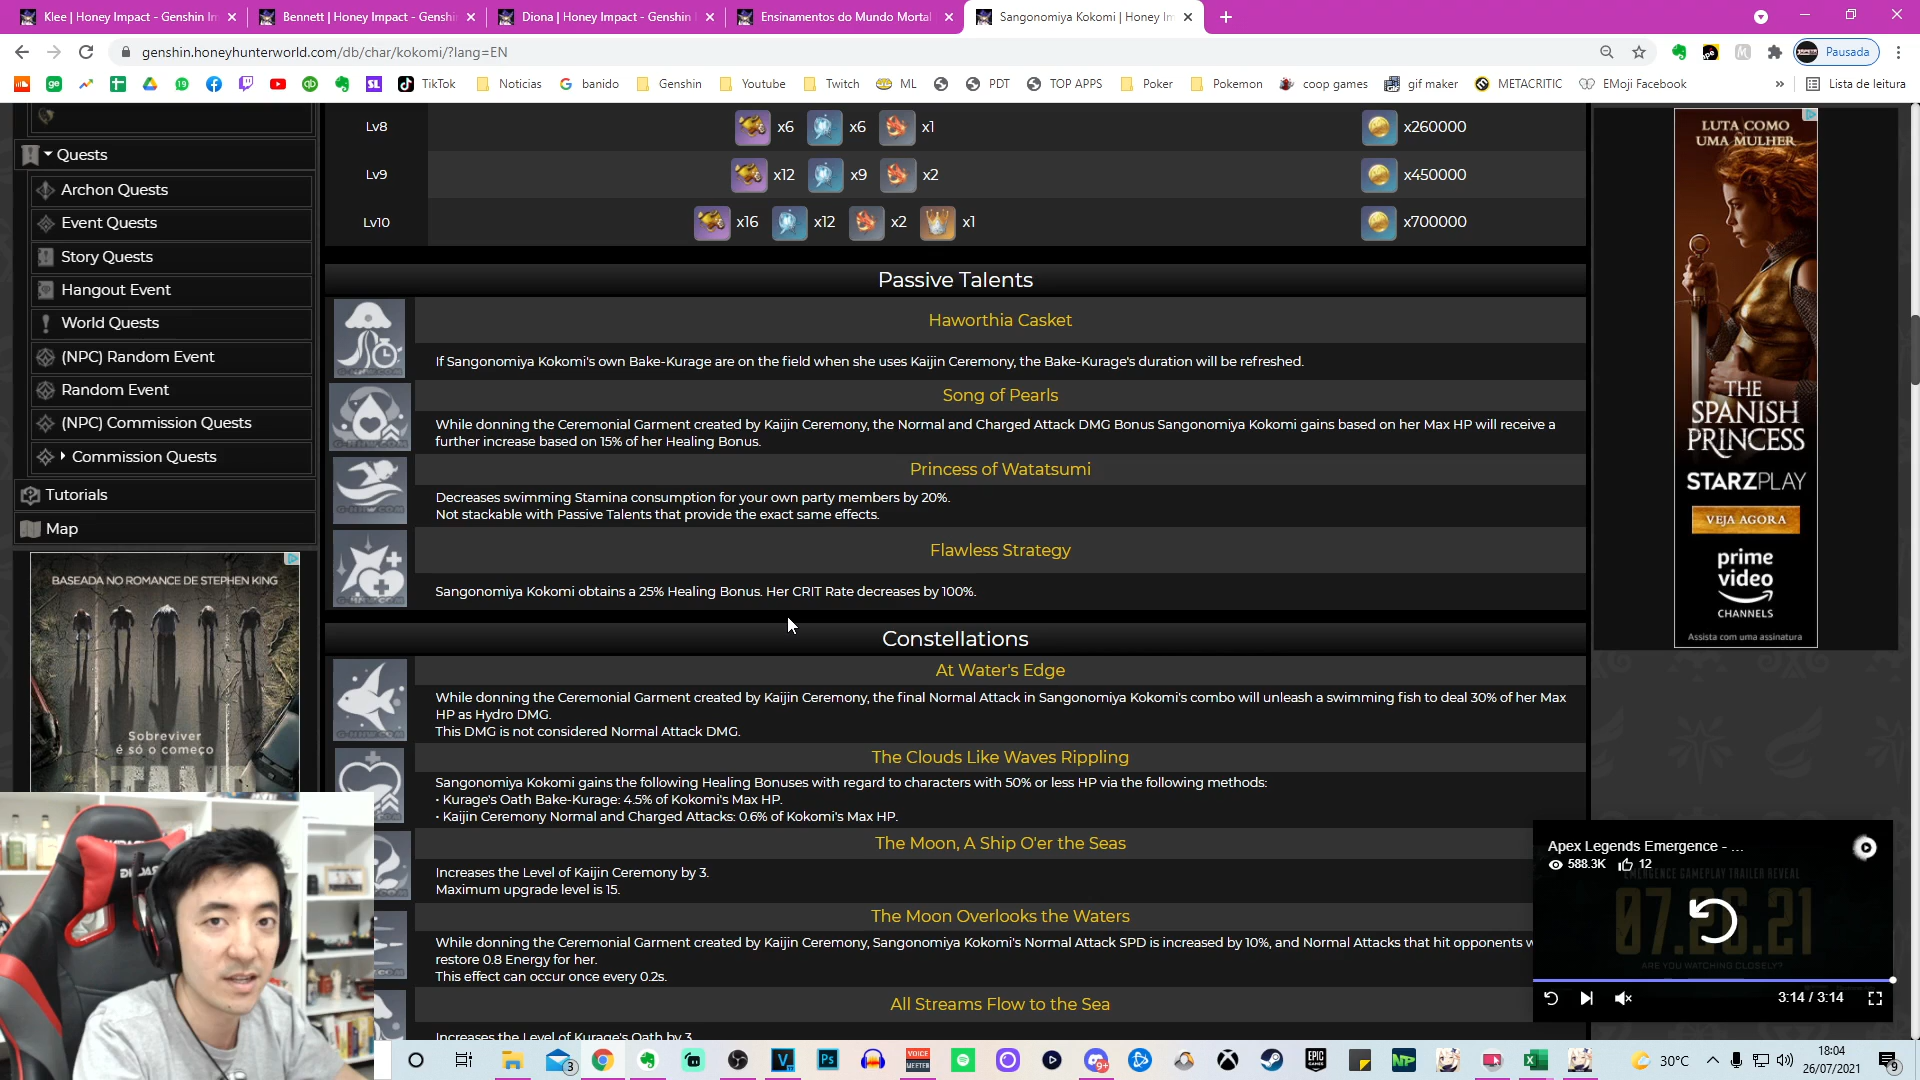 Klee | Honey Impact - Genshin Im
Bennett | Honey Impact - Genshin
Diona | Honey Impact - Genshin I
Ensinamentos do Mundo Mortal
Sangonomiya Kokomi | Honey Im
genshin.honeyhunterworld.com/db/char/kokomi/?lang=EN
Pausada
TikTok
Noticias
banido
Genshin
Youtube
Twitch
ML
PDT
TOP APPS
Poker
Pokemon
coop games
gif maker
METACRITIC
EMoji Facebook
»
Lista de leitura
Quests
Archon Quests
Event Quests
Story Quests
Hangout Event
World Quests
(NPC) Random Event
Random Event
(NPC) Commission Quests
Commission Quests
Tutorials
Map
BASEADA NO ROMANCE DE STEPHEN KING
Sobreviver
é só o começo
Lv8 x6 x6 x1 x260000
Lv9 x12 x9 x2 x450000
Lv10 x16 x12 x2 x1 x700000
Passive Talents
Haworthia Casket
If Sangonomiya Kokomi's own Bake-Kurage are on the field when she uses Kaijin Ceremony, the Bake-Kurage's duration will be refreshed.
Song of Pearls
While donning the Ceremonial Garment created by Kaijin Ceremony, the Normal and Charged Attack DMG Bonus Sangonomiya Kokomi gains based on her Max HP will receive a
further increase based on 15% of her Healing Bonus.
Princess of Watatsumi
Decreases swimming Stamina consumption for your own party members by 20%.
Not stackable with Passive Talents that provide the exact same effects.
Flawless Strategy
Sangonomiya Kokomi obtains a 25% Healing Bonus. Her CRIT Rate decreases by 100%.
Constellations
At Water's Edge
While donning the Ceremonial Garment created by Kaijin Ceremony, the final Normal Attack in Sangonomiya Kokomi's combo will unleash a swimming fish to deal 30% of her Max
HP as Hydro DMG.
This DMG is not considered Normal Attack DMG.
The Clouds Like Waves Rippling
Sangonomiya Kokomi gains the following Healing Bonuses with regard to characters with 50% or less HP via the following methods:
• Kurage's Oath Bake-Kurage: 4.5% of Kokomi's Max HP.
• Kaijin Ceremony Normal and Charged Attacks: 0.6% of Kokomi's Max HP.
The Moon, A Ship O'er the Seas
Increases the Level of Kaijin Ceremony by 3.
Maximum upgrade level is 15.
The Moon Overlooks the Waters
While donning the Ceremonial Garment created by Kaijin Ceremony, Sangonomiya Kokomi's Normal Attack SPD is increased by 10%, and Normal Attacks that hit opponents w
restore 0.8 Energy for her.
This effect can occur once every 0.2s.
All Streams Flow to the Sea
Increases the Level of Kurage's Oath by 3
LUTA COMO
UMA MULHER
THE
SPANISH
PRINCESS
STARZPLAY
VEJA AGORA
prime
video
CHANNELS
Assista com uma assinatura
Apex Legends Emergence - ...
588.3K 12
EMERGENCE GAMEPLAY TRAILER REVEAL
07.26.21
ARE YOU WATCHING CLOSELY?
3:14 / 3:14
3
Ps
VOICE
MEETER
9+
EPIC
GAMES
NP
30°C
18:04
26/07/2021
9